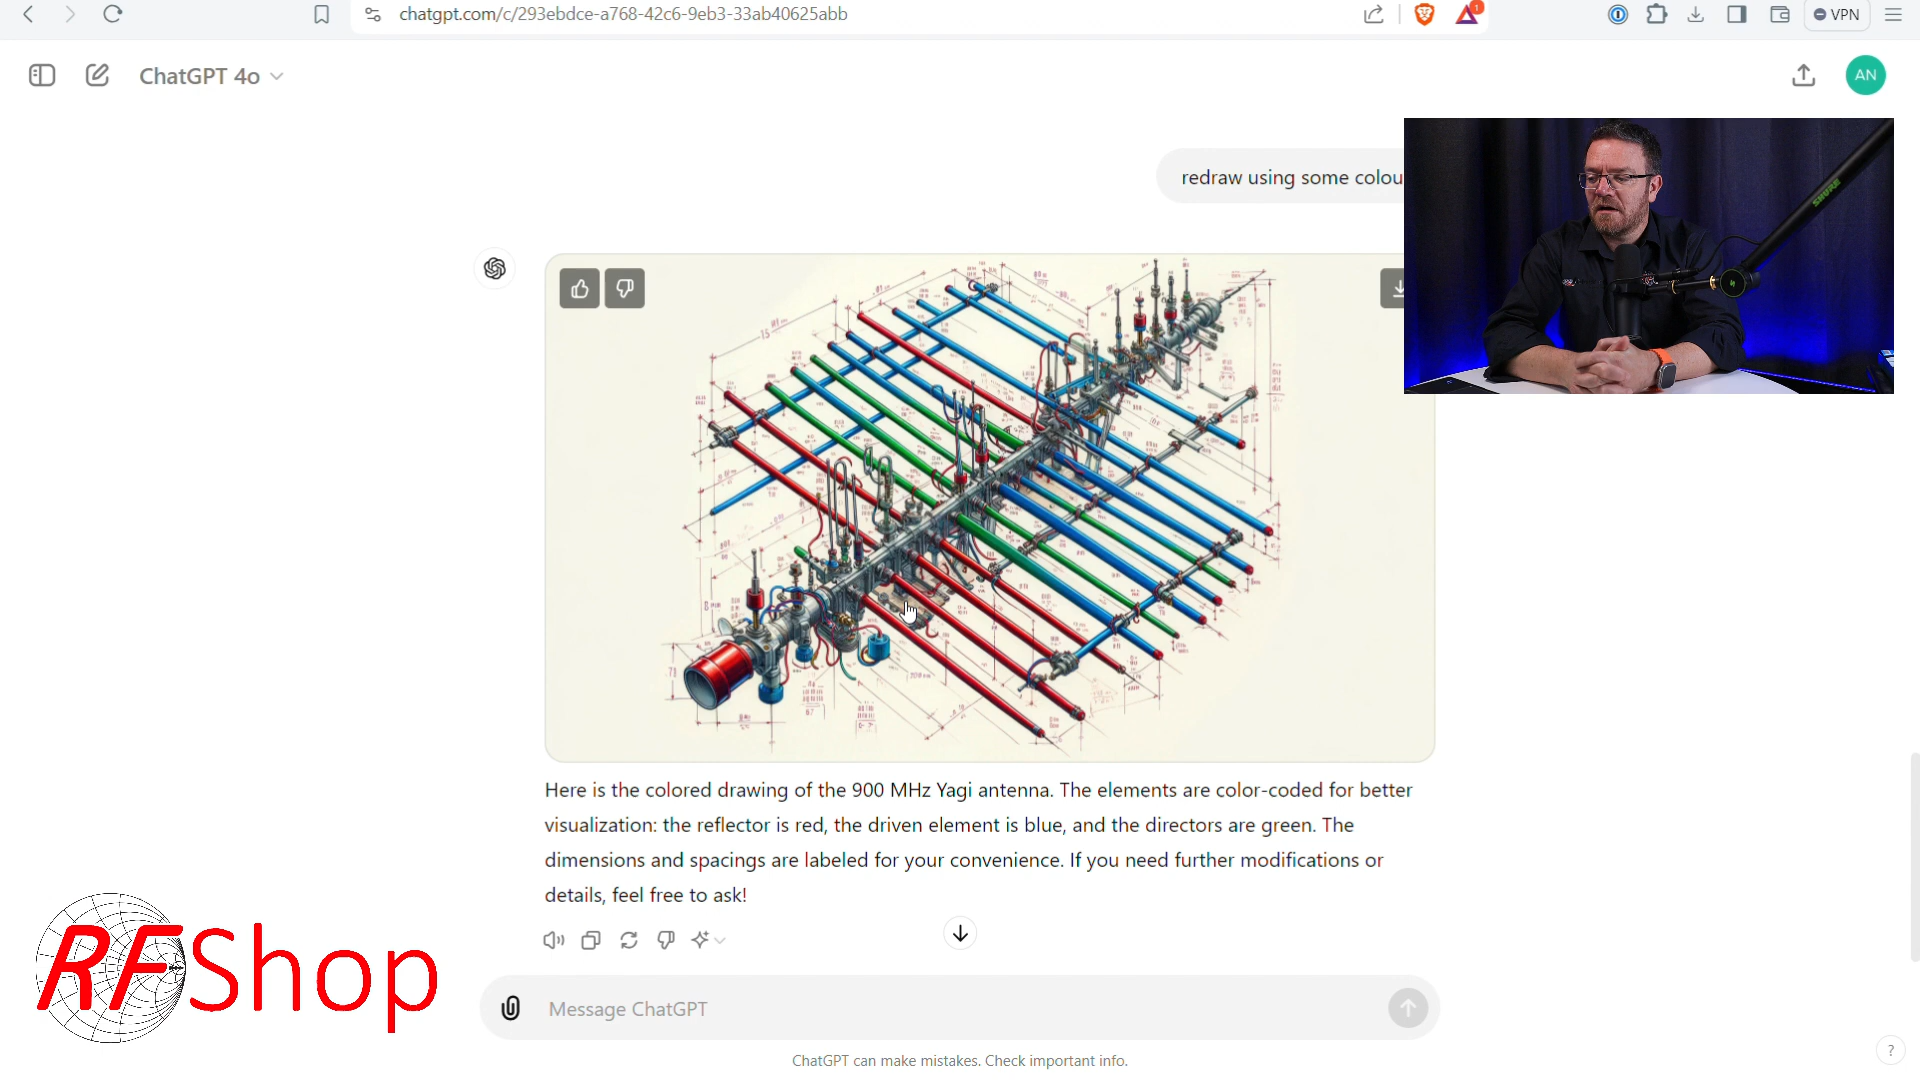 chatgpt.com/c/293ebdce-a768-42c6-9eb3-33ab40625abb
1
VPN
ChatGPT 4o
AN
redraw using some colou
SHURE
Here is the colored drawing of the 900 MHz Yagi antenna. The elements are color-coded for better
visualization: the reflector is red, the driven element is blue, and the directors are green. The
dimensions and spacings are labeled for your convenience. If you need further modifications or
details, feel free to ask!
RFShop
Message ChatGPT
ChatGPT can make mistakes. Check important info.
?